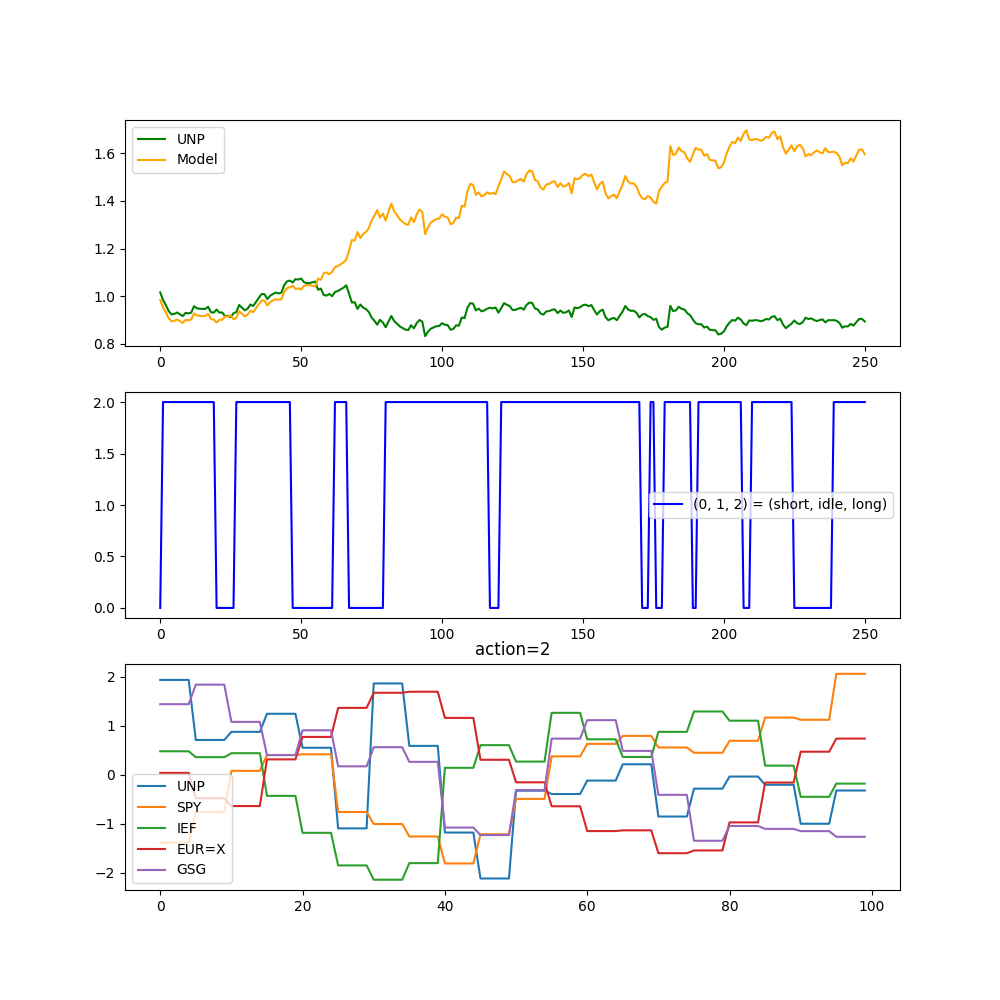 UNP
Model
1.6
1.4
1.2
1.0
0.8
0 50 100 150 200 250
2.0
1.5
1.0
0.5
0.0
(0, 1, 2) = (short, idle, long)
0 50 100 150 200 250
action=2
2
1
0
−1
−2
UNP
SPY
IEF
EUR=X
GSG
0 20 40 60 80 100